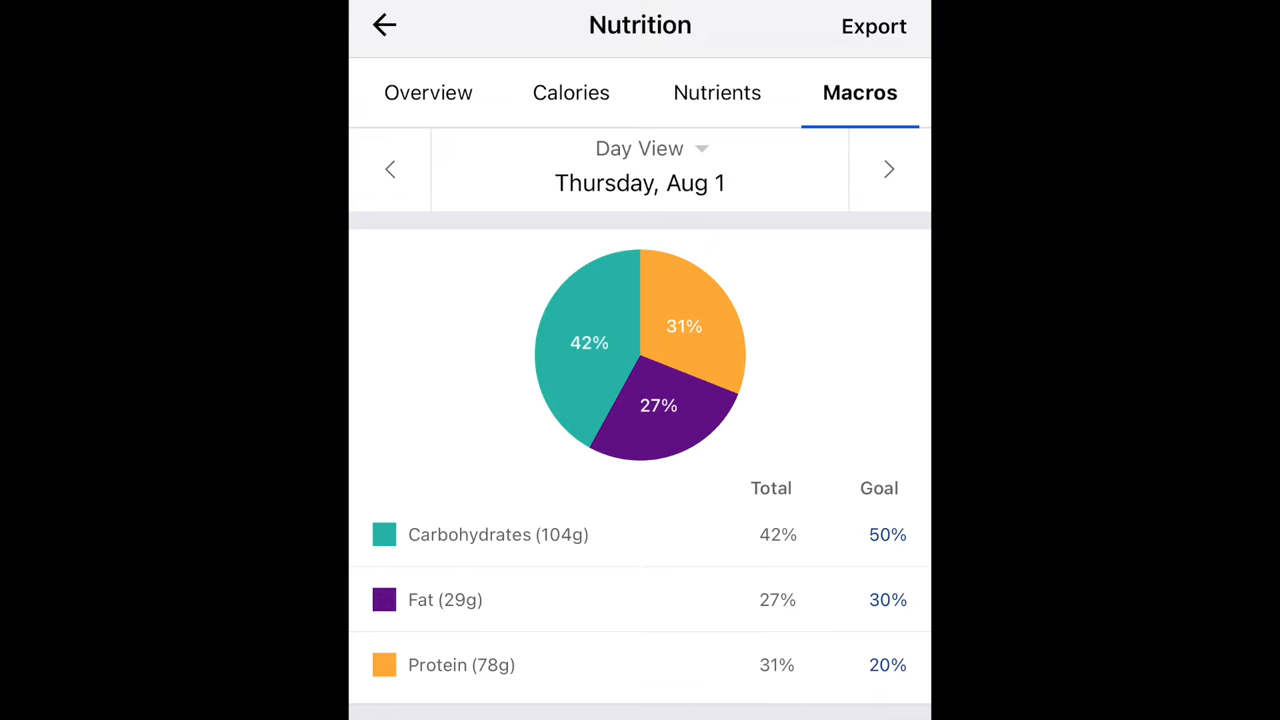 Nutrition Export
Overview Calories Nutrients Macros
Day View
Thursday, Aug 1
31%
42%
27%
Total Goal
Carbohydrates (104g) 42% 50%
Fat (29g) 27% 30%
Protein (78g) 31% 20%